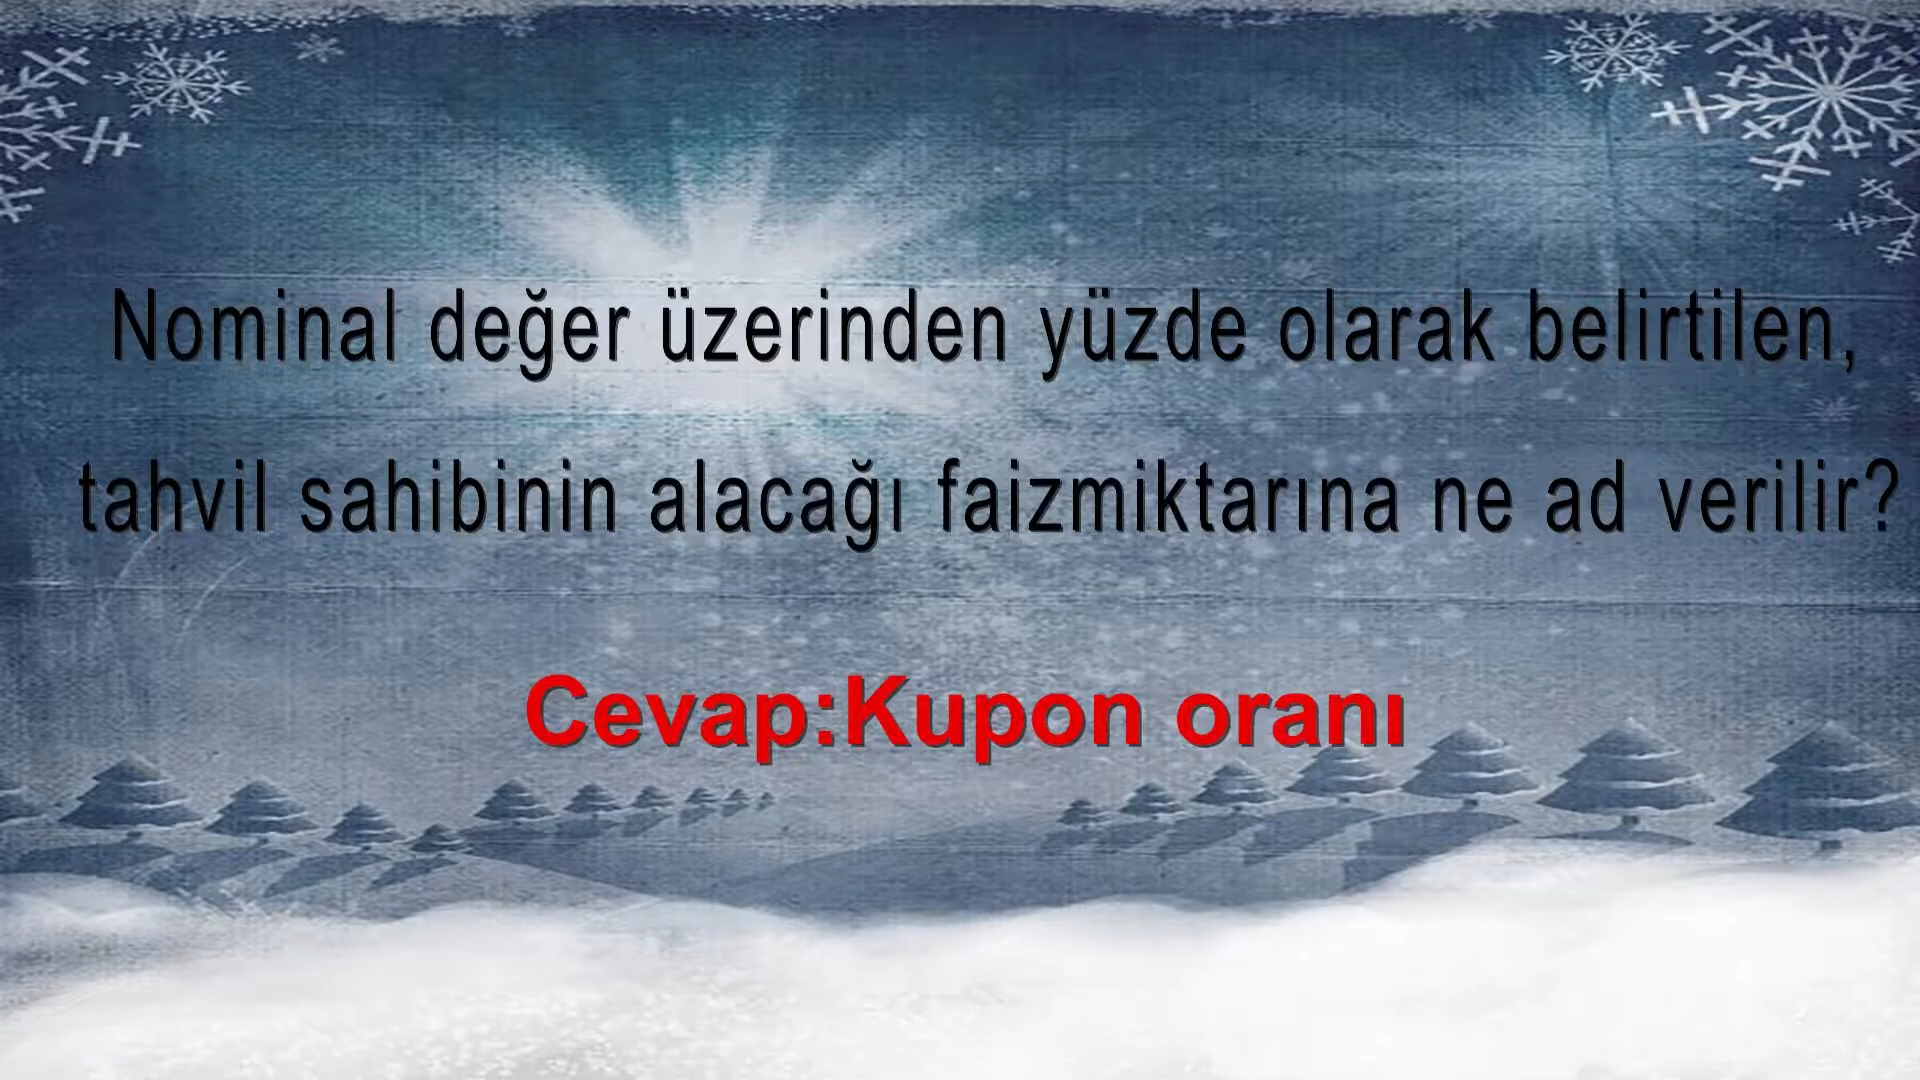 Nominal değer üzerinden yüzde olarak belirtilen,
tahvil sahibinin alacağı faizmiktarına ne ad verilir?
Cevap:Kupon oranı